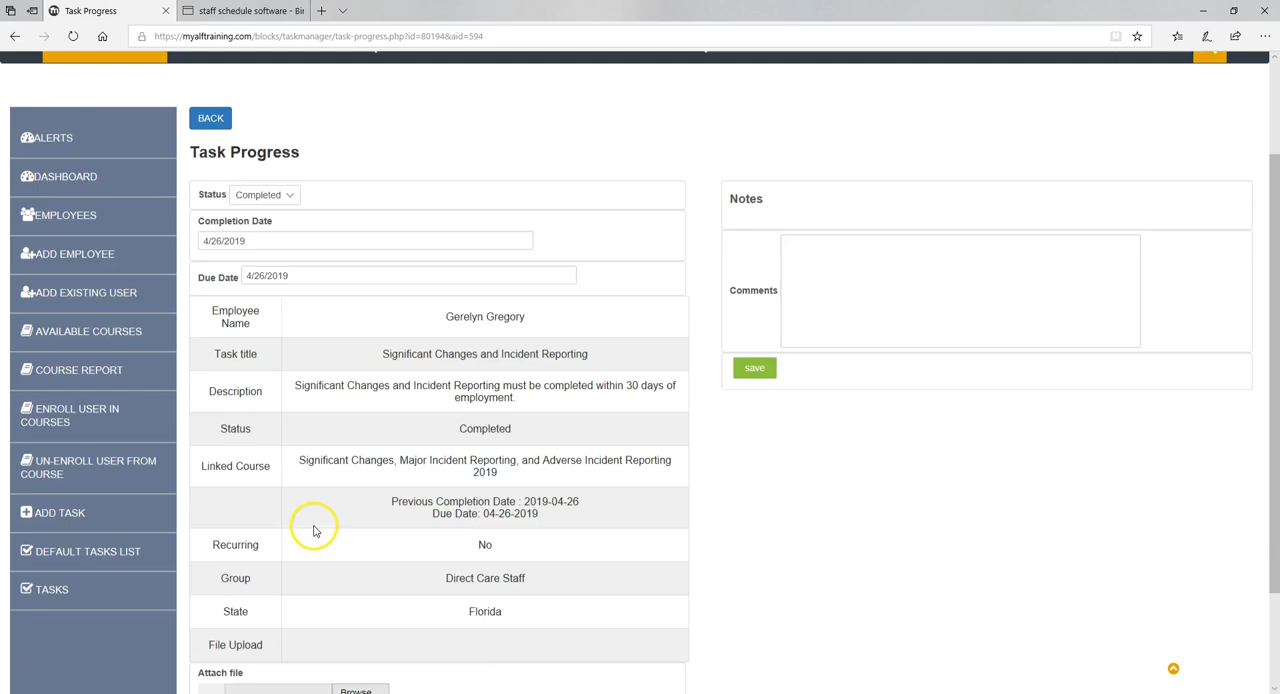 Task Progress
staff schedule software - Bir
https://myalftraining.com/blocks/taskmanager/task-progress.php?id=80194&aid=594
ALERTS
DASHBOARD
EMPLOYEES
ADD EMPLOYEE
ADD EXISTING USER
AVAILABLE COURSES
COURSE REPORT
ENROLL USER IN
COURSES
UN-ENROLL USER FROM
COURSE
ADD TASK
DEFAULT TASKS LIST
TASKS
BACK
Task Progress
Status Completed
Completion Date
4/26/2019
Due Date 4/26/2019
Employee
Name
Gerelyn Gregory
Task title
Significant Changes and Incident Reporting
Description
Significant Changes and Incident Reporting must be completed within 30 days of
employment.
Status
Completed
Linked Course
Significant Changes, Major Incident Reporting, and Adverse Incident Reporting
2019
Previous Completion Date : 2019-04-26
Due Date: 04-26-2019
Recurring
No
Group
Direct Care Staff
State
Florida
File Upload
Attach file
Browse
Notes
Comments
save